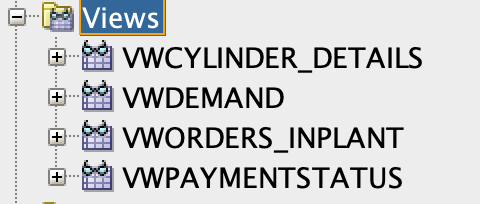 Views
VWCYLINDER_DETAILS
VWDEMAND
VWORDERS_INPLANT
VWPAYMENTSTATUS